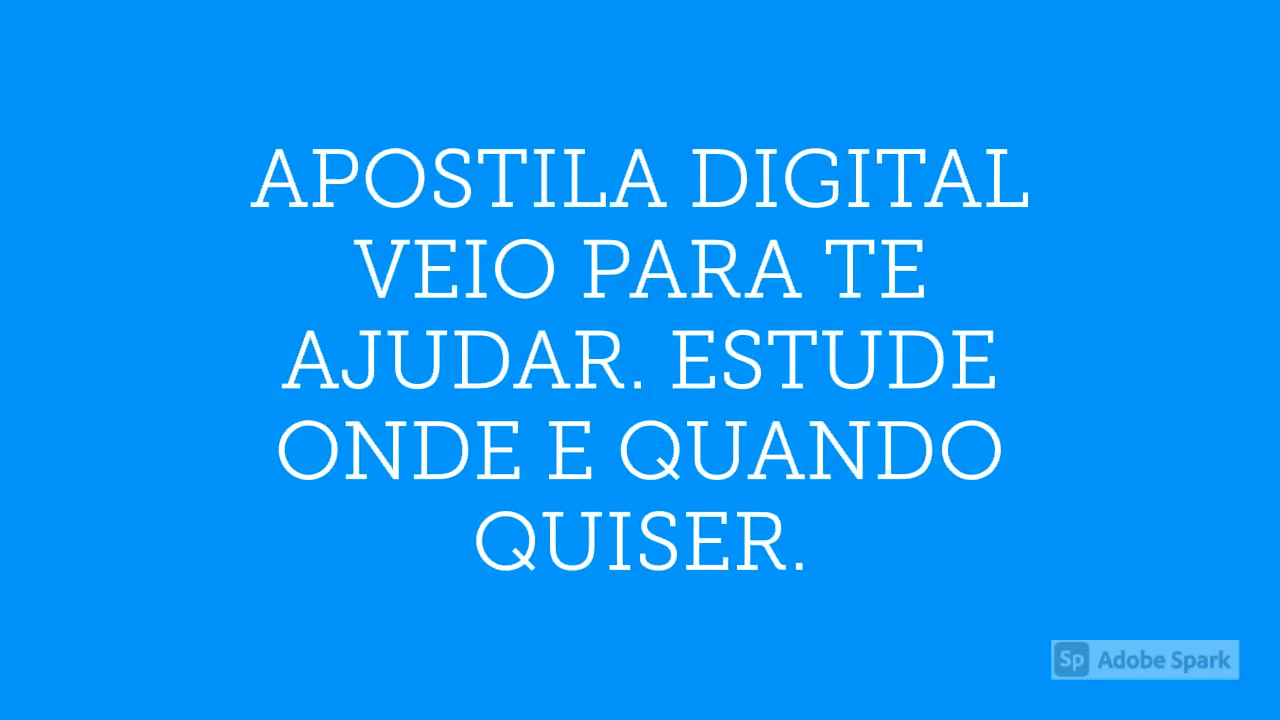 APOSTILA DIGITAL
VEIO PARA TE
AJUDAR. ESTUDE
ONDE E QUANDO
QUISER.
Sp Adobe Spark